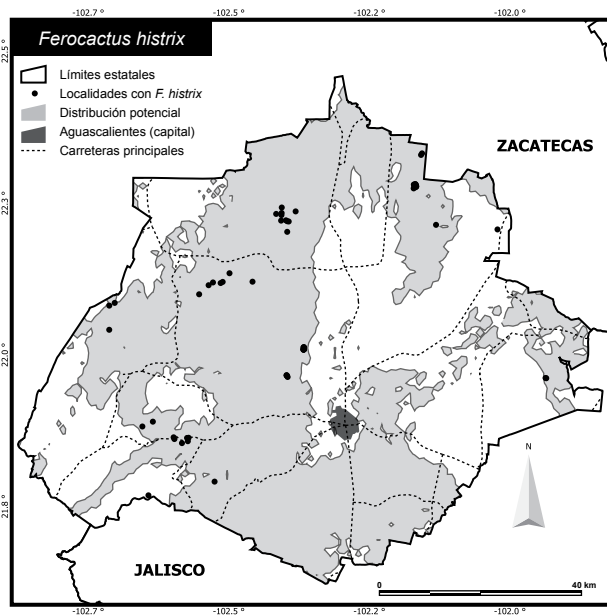 -102.7 °
-102.5 °
-102.2 °
-102.0 °
Ferocactus histrix
Límites estatales
Localidades con F. histrix
Distribución potencial
Aguascalientes (capital)
Carreteras principales
ZACATECAS
22.5 °
22.3 °
22.0 °
21.8 °
N
JALISCO
0
40 km
-102.7 °
-102.5 °
-102.2 °
-102.0 °